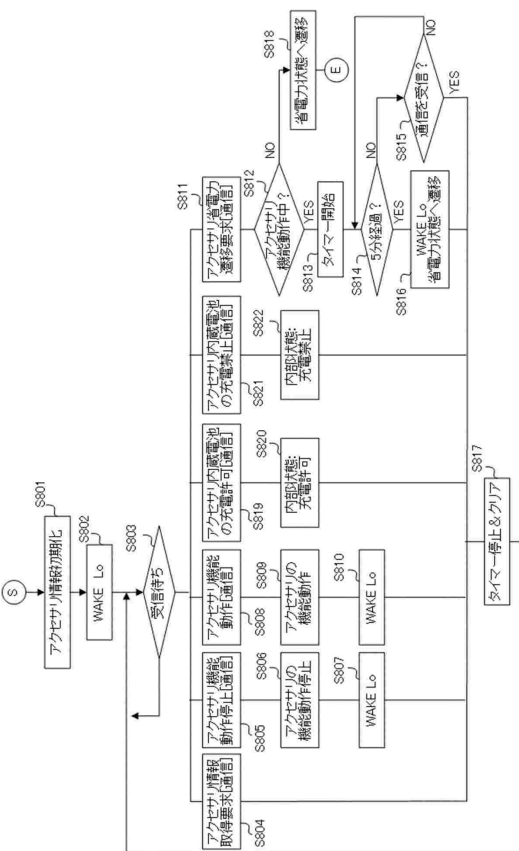 S
S801
アクセサリ情報初期化
S802
WAKE Lo
S803
受信待ち
S804
アクセサリ情報
取得要求[通信]
S805
アクセサリ機能
動作停止[通信]
S806
アクセサリの
機能動作停止
S807
WAKE Lo
S808
アクセサリ機能
動作[通信]
S809
アクセサリの
機能動作
S810
WAKE Lo
S819
アクセサリ内蔵電池
の充電許可[通信]
S820
内部状態:
充電許可
S821
アクセサリ内蔵電池
の充電禁止[通信]
S822
内部状態:
充電禁止
S811
アクセサリ省電力
遷移要求[通信]
S812
アクセサリ
機能動作中?
NO
YES
S818
省電力状態へ遷移
E
S813
タイマー開始
S814
5分経過?
NO
YES
S815
通信を受信?
NO
YES
S816
WAKE Lo
省電力状態へ遷移
S817
タイマー停止&クリア